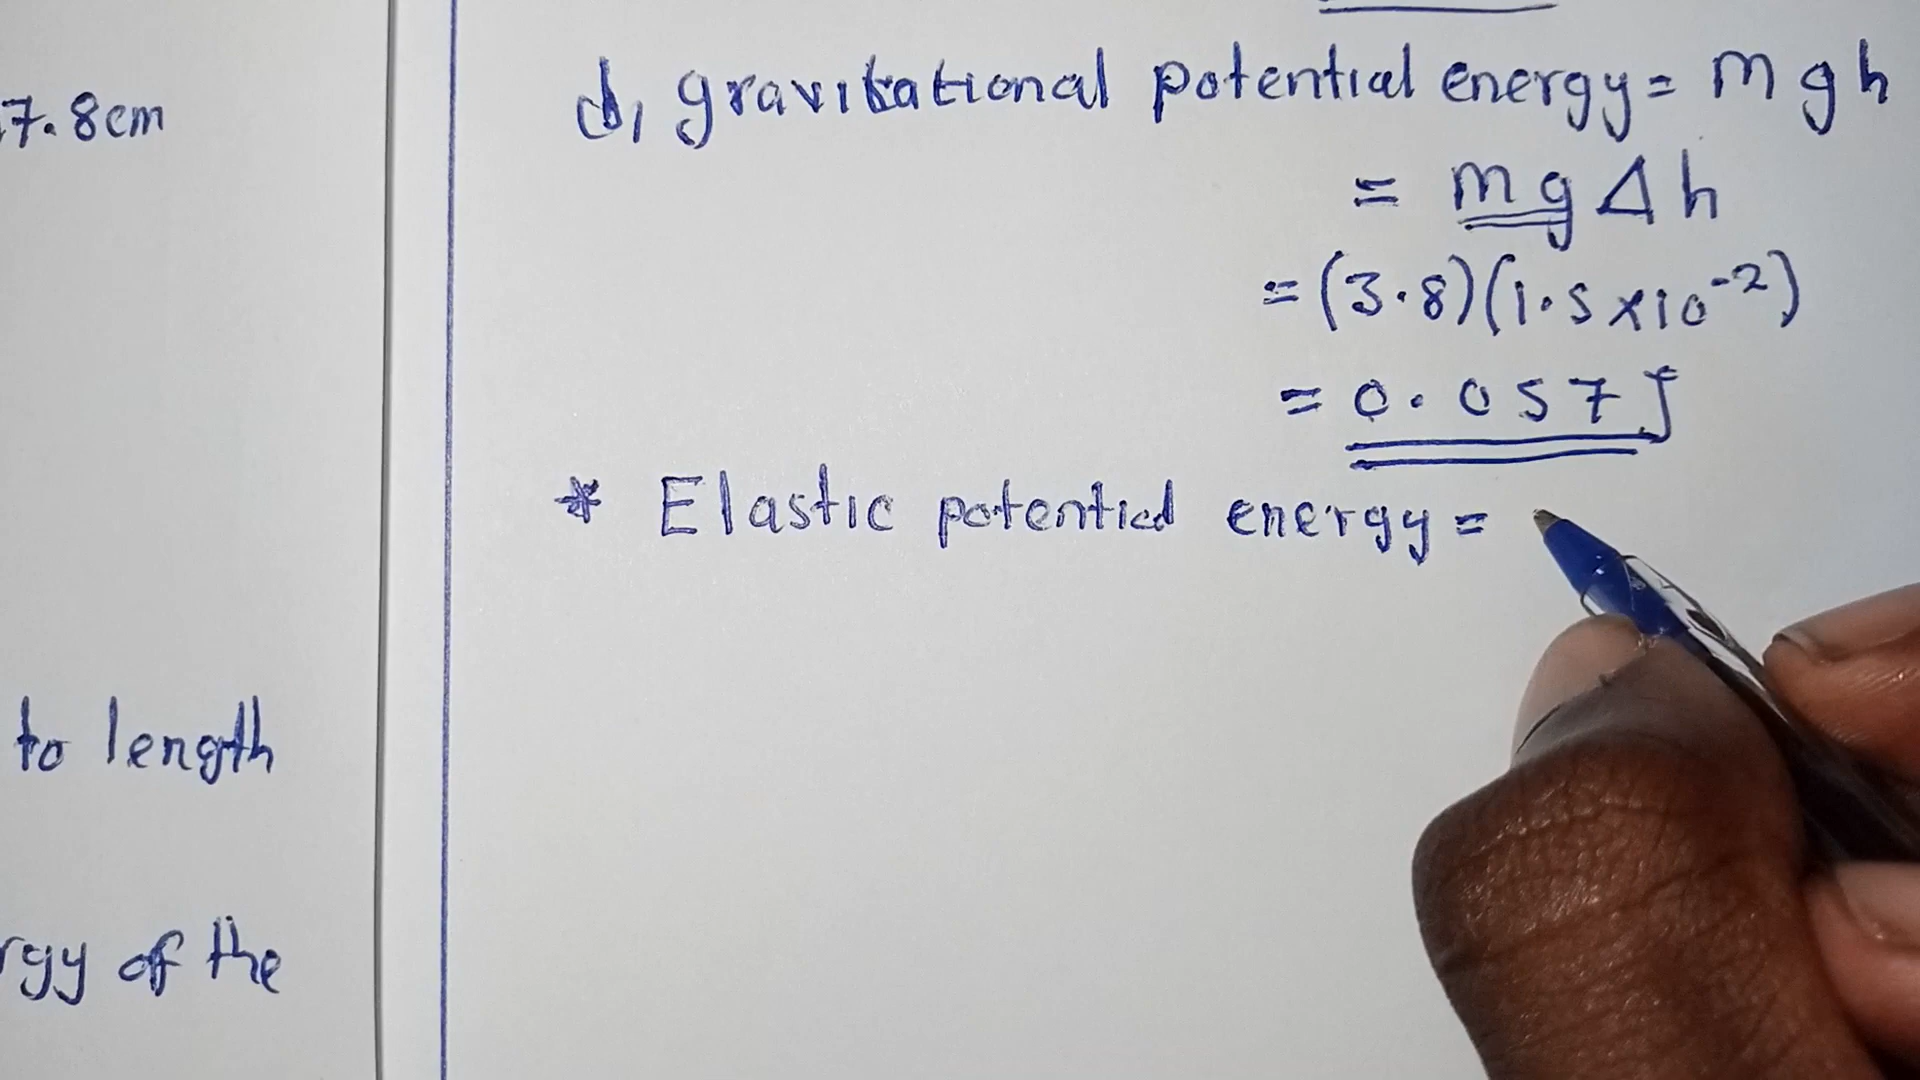 7.8cm
to length
rgy of the
d, gravitational potential energy = mgh
= mgΔh
= (3.8)(1.5×10⁻²)
= 0.057J
* Elastic potential energy =